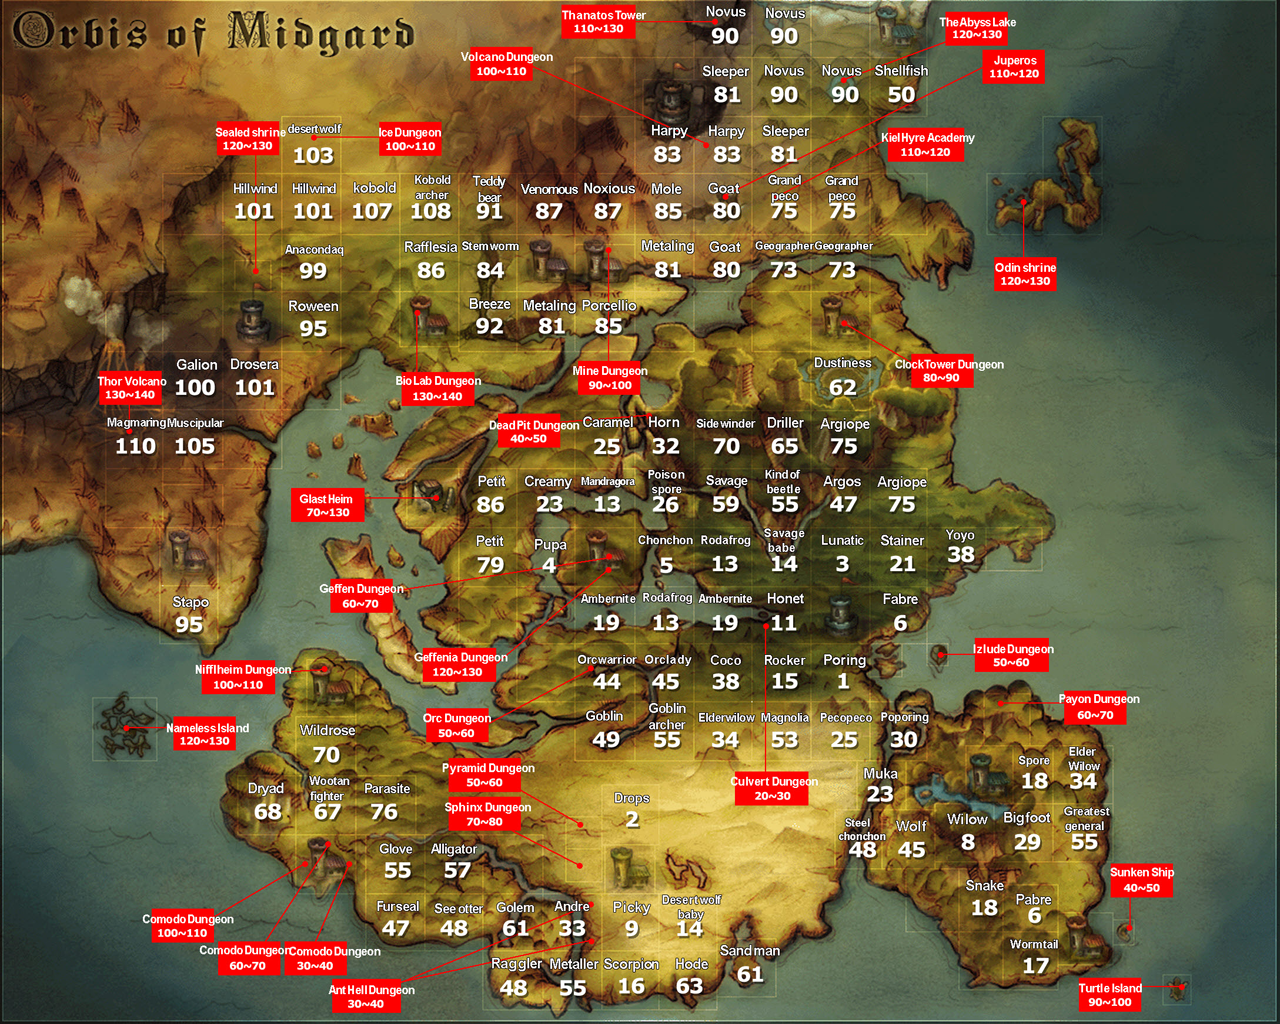 Orbis of Midgard
Thanatos Tower
110~130
Novus
90
Novus
90
The Abyss Lake
120~130
Volcano Dungeon
100~110
Juperos
110~120
Sleeper
81
Novus
90
Novus
90
Shellfish
50
Sealed shrine
120~130
desert wolf
103
Ice Dungeon
100~110
Harpy
83
Harpy
83
Sleeper
81
Kiel Hyre Academy
110~120
Hill wind
101
Hill wind
101
kobold
107
Kobold
archer
108
Teddy
bear
91
Venomous
87
Noxious
87
Mole
85
Goat
80
Grand
peco
75
Grand
peco
75
Anacondaq
99
Rafflesia
86
Stem worm
84
Metaling
81
Goat
80
Geographer
73
Geographer
73
Odin shrine
120~130
Roween
95
Breeze
92
Metaling
81
Porcellio
85
Galion
100
Drosera
101
Thor Volcano
130~140
Bio Lab Dungeon
130~140
Mine Dungeon
90~100
Dustiness
62
Clock Tower Dungeon
80~90
Magmaring
110
Muscipular
105
Dead Pit Dungeon
40~50
Caramel
25
Horn
32
Side winder
70
Driller
65
Argiope
75
Glast Heim
70~130
Petit
86
Creamy
23
Mandragora
13
Poison
spore
26
Savage
59
Kind of
beetle
55
Argos
47
Argiope
75
Petit
79
Pupa
4
Chonchon
5
Rodafrog
13
Savage
babe
14
Lunatic
3
Stainer
21
Yoyo
38
Stapo
95
Geffen Dungeon
60~70
Ambernite
19
Rodafrog
13
Ambernite
19
Honet
11
Fabre
6
Geffenia Dungeon
120~130
Orc warrior
44
Orc lady
45
Coco
38
Rocker
15
Poring
1
Izlude Dungeon
50~60
Nifflheim Dungeon
100~110
Nameless Island
120~130
Orc Dungeon
50~60
Goblin
49
Goblin
archer
55
Elder wilow
34
Magnolia
53
Peco peco
25
Poporing
30
Payon Dungeon
60~70
Wildrose
70
Pyramid Dungeon
50~60
Culvert Dungeon
20~30
Muka
23
Spore
18
Elder
Wilow
34
Dryad
68
Wootan
fighter
67
Parasite
76
Sphinx Dungeon
70~80
Drops
2
Steel
chonchon
48
Wolf
45
Wilow
8
Bigfoot
29
Greatest
general
55
Glove
55
Alligator
57
Sunken Ship
40~50
Comodo Dungeon
100~110
Fur seal
47
See otter
48
Golem
61
Andre
33
Picky
9
Desert wolf
baby
14
Snake
18
Pabre
6
Comodo Dungeon
60~70
Comodo Dungeon
30~40
Wormtail
17
Ant Hell Dungeon
30~40
Raggler
48
Metaller
55
Scorpion
16
Hode
63
Sand man
61
Turtle Island
90~100